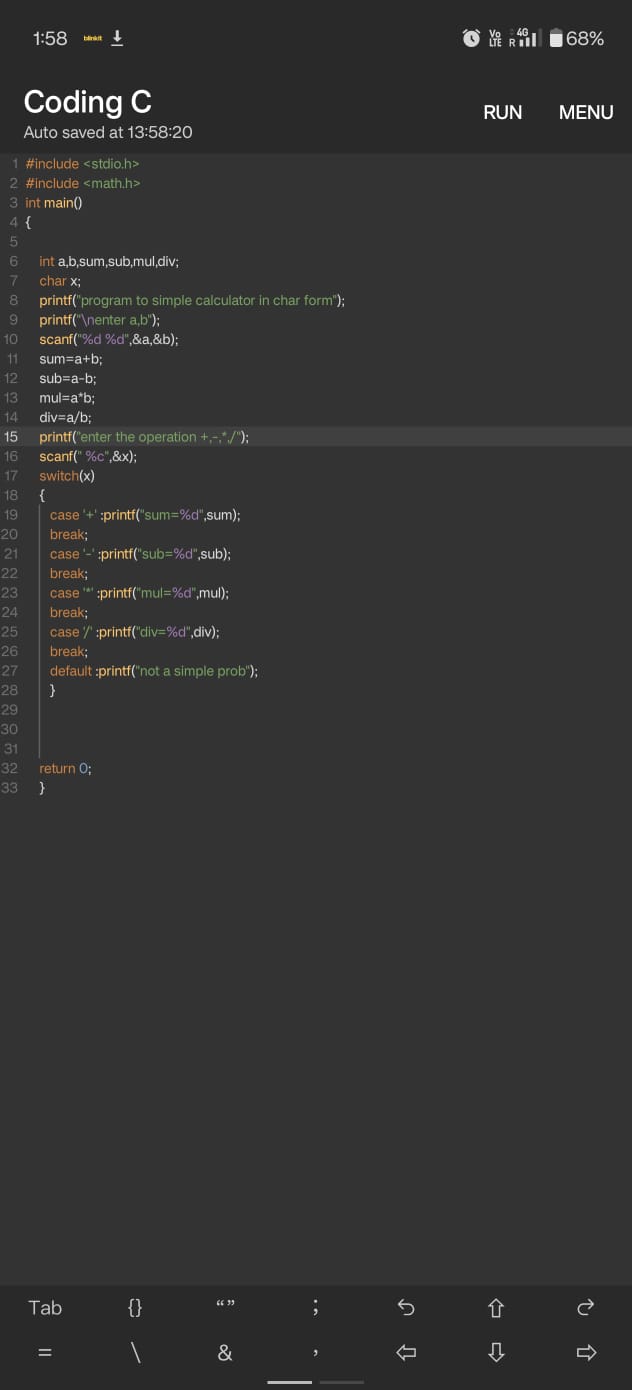 1:58 blinkit Vo LTE R 4G 68%
Coding C
RUN MENU
Auto saved at 13:58:20
1 #include <stdio.h>
2 #include <math.h>
3 int main()
4 {
5
6 int a,b,sum,sub,mul,div;
7 char x;
8 printf("program to simple calculator in char form");
9 printf("\nenter a,b");
10 scanf("%d %d",&a,&b);
11 sum=a+b;
12 sub=a-b;
13 mul=a*b;
14 div=a/b;
15 printf("enter the operation +,-,*,/");
16 scanf(" %c",&x);
17 switch(x)
18 {
19 case '+' :printf("sum=%d",sum);
20 break;
21 case '-' :printf("sub=%d",sub);
22 break;
23 case '*' :printf("mul=%d",mul);
24 break;
25 case '/' :printf("div=%d",div);
26 break;
27 default :printf("not a simple prob");
28 }
29
30
31
32 return 0;
33 }
Tab {} “” ;
= \ & ,